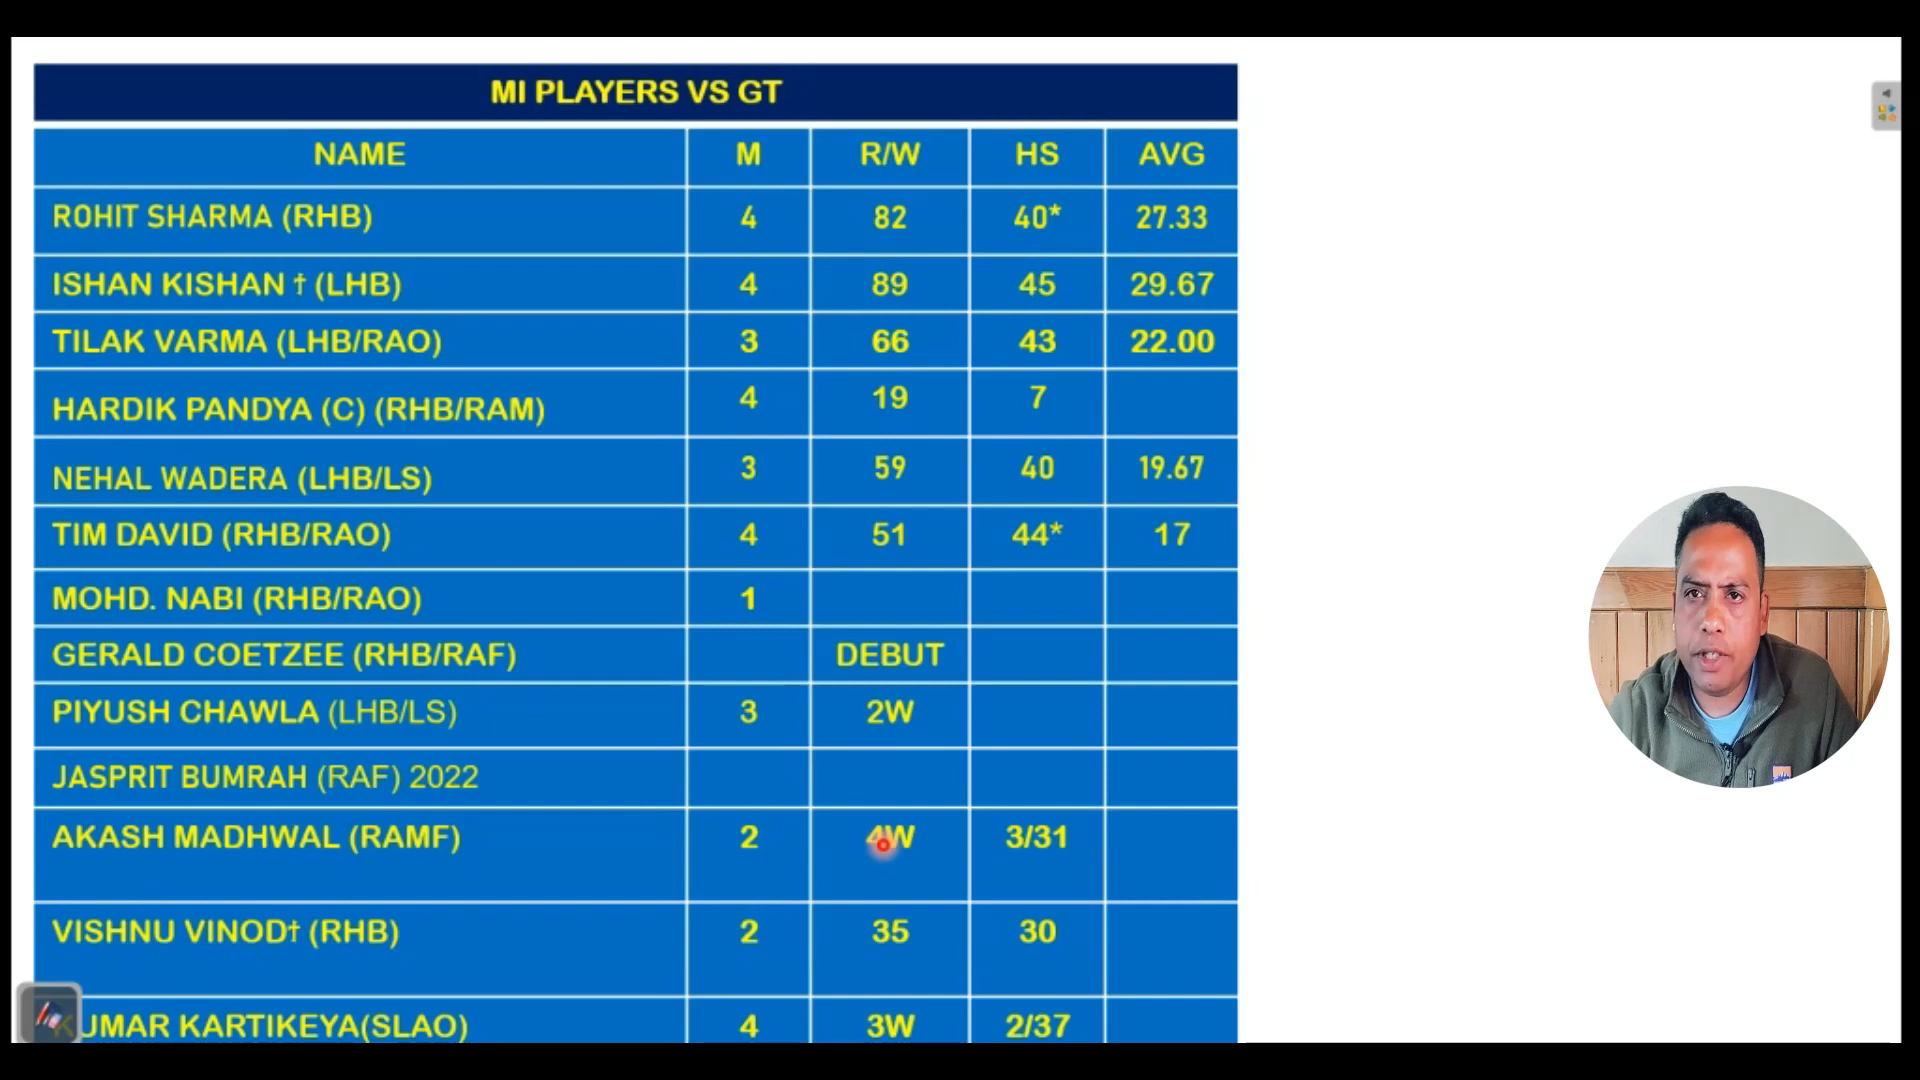 MI PLAYERS VS GT
NAME M R/W HS AVG
ROHIT SHARMA (RHB) 4 82 40* 27.33
ISHAN KISHAN † (LHB) 4 89 45 29.67
TILAK VARMA (LHB/RAO) 3 66 43 22.00
HARDIK PANDYA (C) (RHB/RAM) 4 19 7
NEHAL WADERA (LHB/LS) 3 59 40 19.67
TIM DAVID (RHB/RAO) 4 51 44* 17
MOHD. NABI (RHB/RAO) 1
GERALD COETZEE (RHB/RAF) DEBUT
PIYUSH CHAWLA (LHB/LS) 3 2W
JASPRIT BUMRAH (RAF) 2022
AKASH MADHWAL (RAMF) 2 4W 3/31
VISHNU VINOD† (RHB) 2 35 30
KUMAR KARTIKEYA(SLAO) 4 3W 2/37